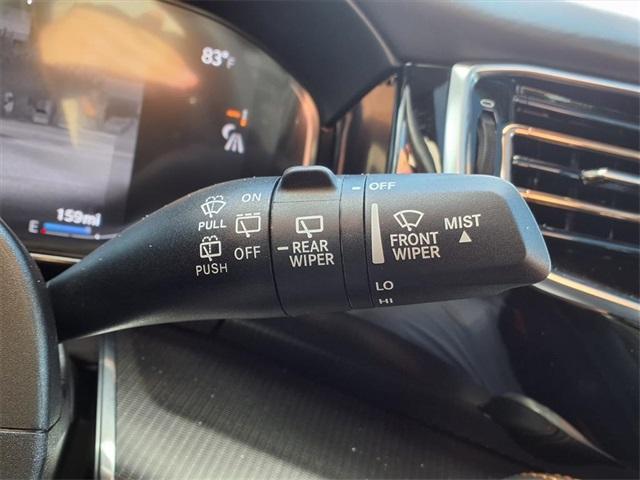 83°F
159mi
E
ON
PULL
OFF
PUSH
REAR
WIPER
OFF
FRONT
WIPER
MIST
LO
HI